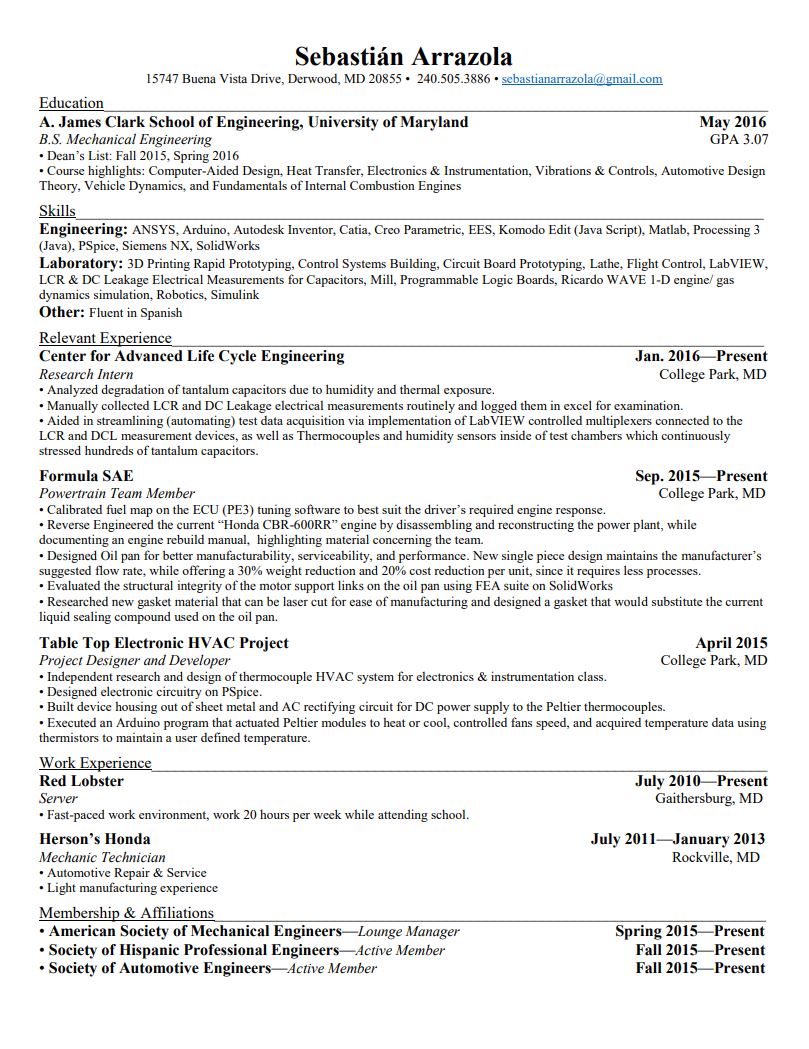 Sebastián Arrazola
15747 Buena Vista Drive, Derwood, MD 20855 • 240.505.3886 • sebastianarrazola@gmail.com
Education
A. James Clark School of Engineering, University of Maryland May 2016
B.S. Mechanical Engineering GPA 3.07
• Dean’s List: Fall 2015, Spring 2016
• Course highlights: Computer-Aided Design, Heat Transfer, Electronics & Instrumentation, Vibrations & Controls, Automotive Design
Theory, Vehicle Dynamics, and Fundamentals of Internal Combustion Engines
Skills
Engineering: ANSYS, Arduino, Autodesk Inventor, Catia, Creo Parametric, EES, Komodo Edit (Java Script), Matlab, Processing 3
(Java), PSpice, Siemens NX, SolidWorks
Laboratory: 3D Printing Rapid Prototyping, Control Systems Building, Circuit Board Prototyping, Lathe, Flight Control, LabVIEW,
LCR & DC Leakage Electrical Measurements for Capacitors, Mill, Programmable Logic Boards, Ricardo WAVE 1-D engine/ gas
dynamics simulation, Robotics, Simulink
Other: Fluent in Spanish
Relevant Experience
Center for Advanced Life Cycle Engineering Jan. 2016—Present
Research Intern College Park, MD
• Analyzed degradation of tantalum capacitors due to humidity and thermal exposure.
• Manually collected LCR and DC Leakage electrical measurements routinely and logged them in excel for examination.
• Aided in streamlining (automating) test data acquisition via implementation of LabVIEW controlled multiplexers connected to the
LCR and DCL measurement devices, as well as Thermocouples and humidity sensors inside of test chambers which continuously
stressed hundreds of tantalum capacitors.
Formula SAE Sep. 2015—Present
Powertrain Team Member College Park, MD
• Calibrated fuel map on the ECU (PE3) tuning software to best suit the driver’s required engine response.
• Reverse Engineered the current “Honda CBR-600RR” engine by disassembling and reconstructing the power plant, while
documenting an engine rebuild manual, highlighting material concerning the team.
• Designed Oil pan for better manufacturability, serviceability, and performance. New single piece design maintains the manufacturer’s
suggested flow rate, while offering a 30% weight reduction and 20% cost reduction per unit, since it requires less processes.
• Evaluated the structural integrity of the motor support links on the oil pan using FEA suite on SolidWorks
• Researched new gasket material that can be laser cut for ease of manufacturing and designed a gasket that would substitute the current
liquid sealing compound used on the oil pan.
Table Top Electronic HVAC Project April 2015
Project Designer and Developer College Park, MD
• Independent research and design of thermocouple HVAC system for electronics & instrumentation class.
• Designed electronic circuitry on PSpice.
• Built device housing out of sheet metal and AC rectifying circuit for DC power supply to the Peltier thermocouples.
• Executed an Arduino program that actuated Peltier modules to heat or cool, controlled fans speed, and acquired temperature data using
thermistors to maintain a user defined temperature.
Work Experience
Red Lobster July 2010—Present
Server Gaithersburg, MD
• Fast-paced work environment, work 20 hours per week while attending school.
Herson’s Honda July 2011—January 2013
Mechanic Technician Rockville, MD
• Automotive Repair & Service
• Light manufacturing experience
Membership & Affiliations
• American Society of Mechanical Engineers—Lounge Manager Spring 2015—Present
• Society of Hispanic Professional Engineers—Active Member Fall 2015—Present
• Society of Automotive Engineers—Active Member Fall 2015—Present